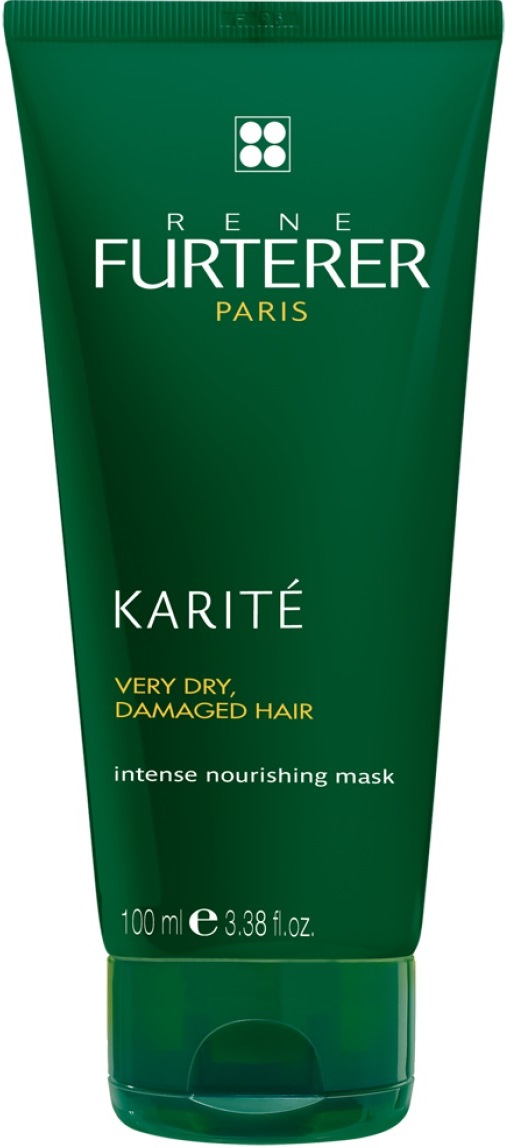 RENE
FURTERER
PARIS
KARITÉ
VERY DRY,
DAMAGED HAIR
intense nourishing mask
100 ml ℮ 3.38 fl.oz.